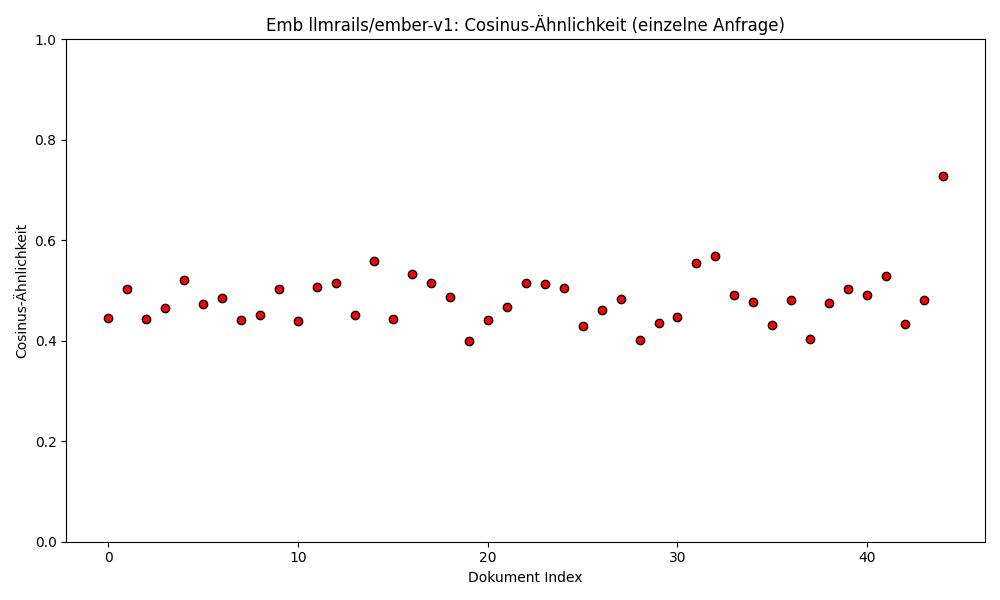 Emb llmrails/ember-v1: Cosinus-Ähnlichkeit (einzelne Anfrage)
1.0
0.8
0.6
0.4
0.2
0.0
Cosinus-Ähnlichkeit
0 10 20 30 40
Dokument Index